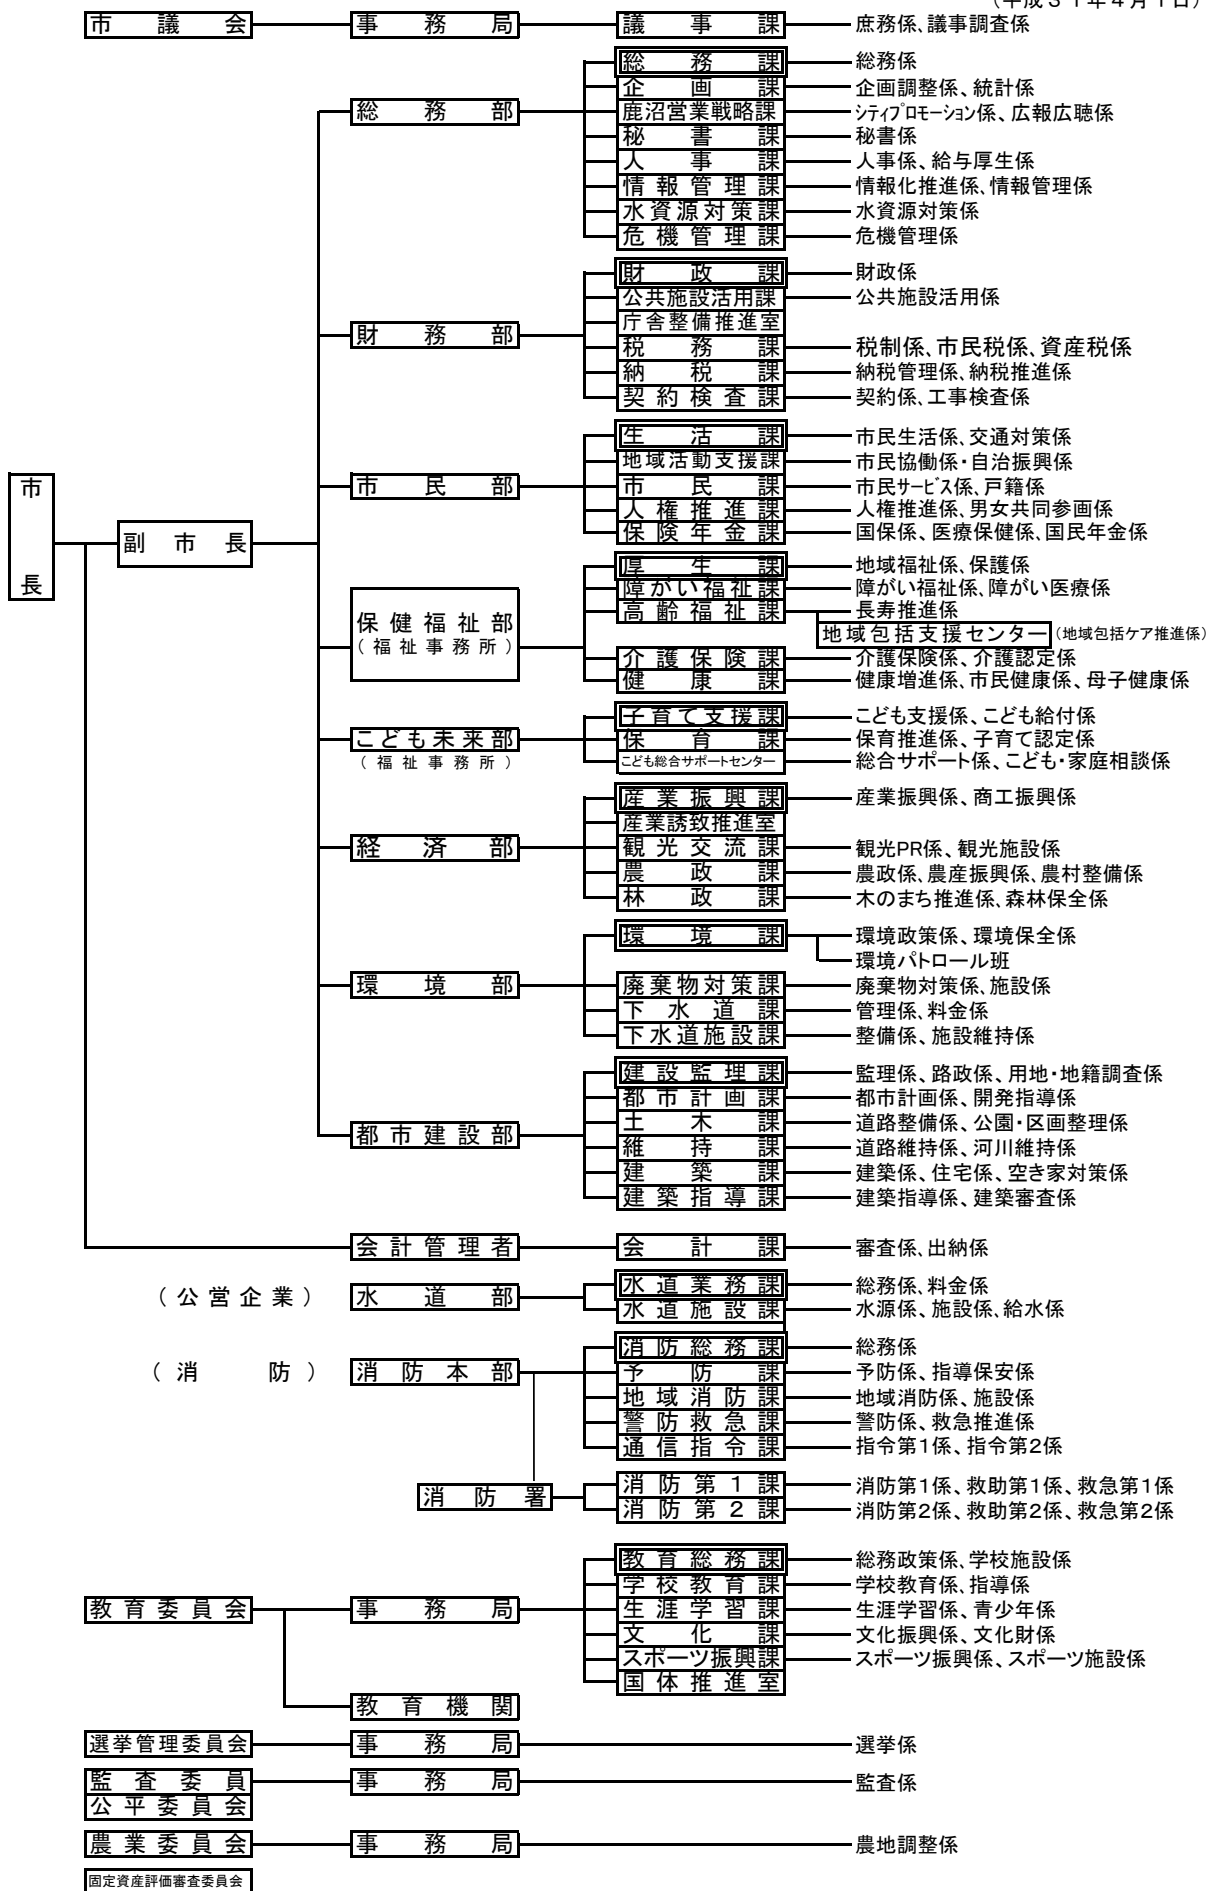 (平成31年4月1日)
市議会 事務局 議事課 庶務係、議事調査係
総務課 総務係
企画課 企画調整係、統計係
総務部 鹿沼営業戦略課 シティプロモーション係、広報広聴係
秘書課 秘書係
人事課 人事係、給与厚生係
情報管理課 情報化推進係、情報管理係
水資源対策課 水資源対策係
危機管理課 危機管理係
財政課 財政係
公共施設活用課 公共施設活用係
庁舎整備推進室
財務部 税務課 税制係、市民税係、資産税係
納税課 納税管理係、納税推進係
契約検査課 契約係、工事検査係
生活課 市民生活係、交通対策係
地域活動支援課 市民協働係・自治振興係
市民部 市民課 市民サービス係、戸籍係
人権推進課 人権推進係、男女共同参画係
保険年金課 国保係、医療保健係、国民年金係
市長
副市長
厚生課 地域福祉係、保護係
障がい福祉課 障がい福祉係、障がい医療係
高齢福祉課 長寿推進係
保健福祉部 地域包括支援センター (地域包括ケア推進係)
(福祉事務所)
介護保険課 介護保険係、介護認定係
健康課 健康増進係、市民健康係、母子健康係
子育て支援課 こども支援係、こども給付係
こども未来部 保育課 保育推進係、子育て認定係
(福祉事務所) こども総合サポートセンター 総合サポート係、こども・家庭相談係
産業振興課 産業振興係、商工振興係
産業誘致推進室
経済部 観光交流課 観光PR係、観光施設係
農政課 農政係、農産振興係、農村整備係
林政課 木のまち推進係、森林保全係
環境課 環境政策係、環境保全係
環境パトロール班
環境部 廃棄物対策課 廃棄物対策係、施設係
下水道課 管理係、料金係
下水道施設課 整備係、施設維持係
建設監理課 監理係、路政係、用地・地籍調査係
都市計画課 都市計画係、開発指導係
土木課 道路整備係、公園・区画整理係
都市建設部 維持課 道路維持係、河川維持係
建築課 建築係、住宅係、空き家対策係
建築指導課 建築指導係、建築審査係
会計管理者 会計課 審査係、出納係
(公営企業) 水道部 水道業務課 総務係、料金係
水道施設課 水源係、施設係、給水係
消防総務課 総務係
(消防) 消防本部 予防課 予防係、指導保安係
地域消防課 地域消防係、施設係
警防救急課 警防係、救急推進係
通信指令課 指令第1係、指令第2係
消防署 消防第1課 消防第1係、救助第1係、救急第1係
消防第2課 消防第2係、救助第2係、救急第2係
教育総務課 総務政策係、学校施設係
学校教育課 学校教育係、指導係
教育委員会 事務局 生涯学習課 生涯学習係、青少年係
文化課 文化振興係、文化財係
スポーツ振興課 スポーツ振興係、スポーツ施設係
国体推進室
教育機関
選挙管理委員会 事務局 選挙係
監査委員 事務局 監査係
公平委員会
農業委員会 事務局 農地調整係
固定資産評価審査委員会